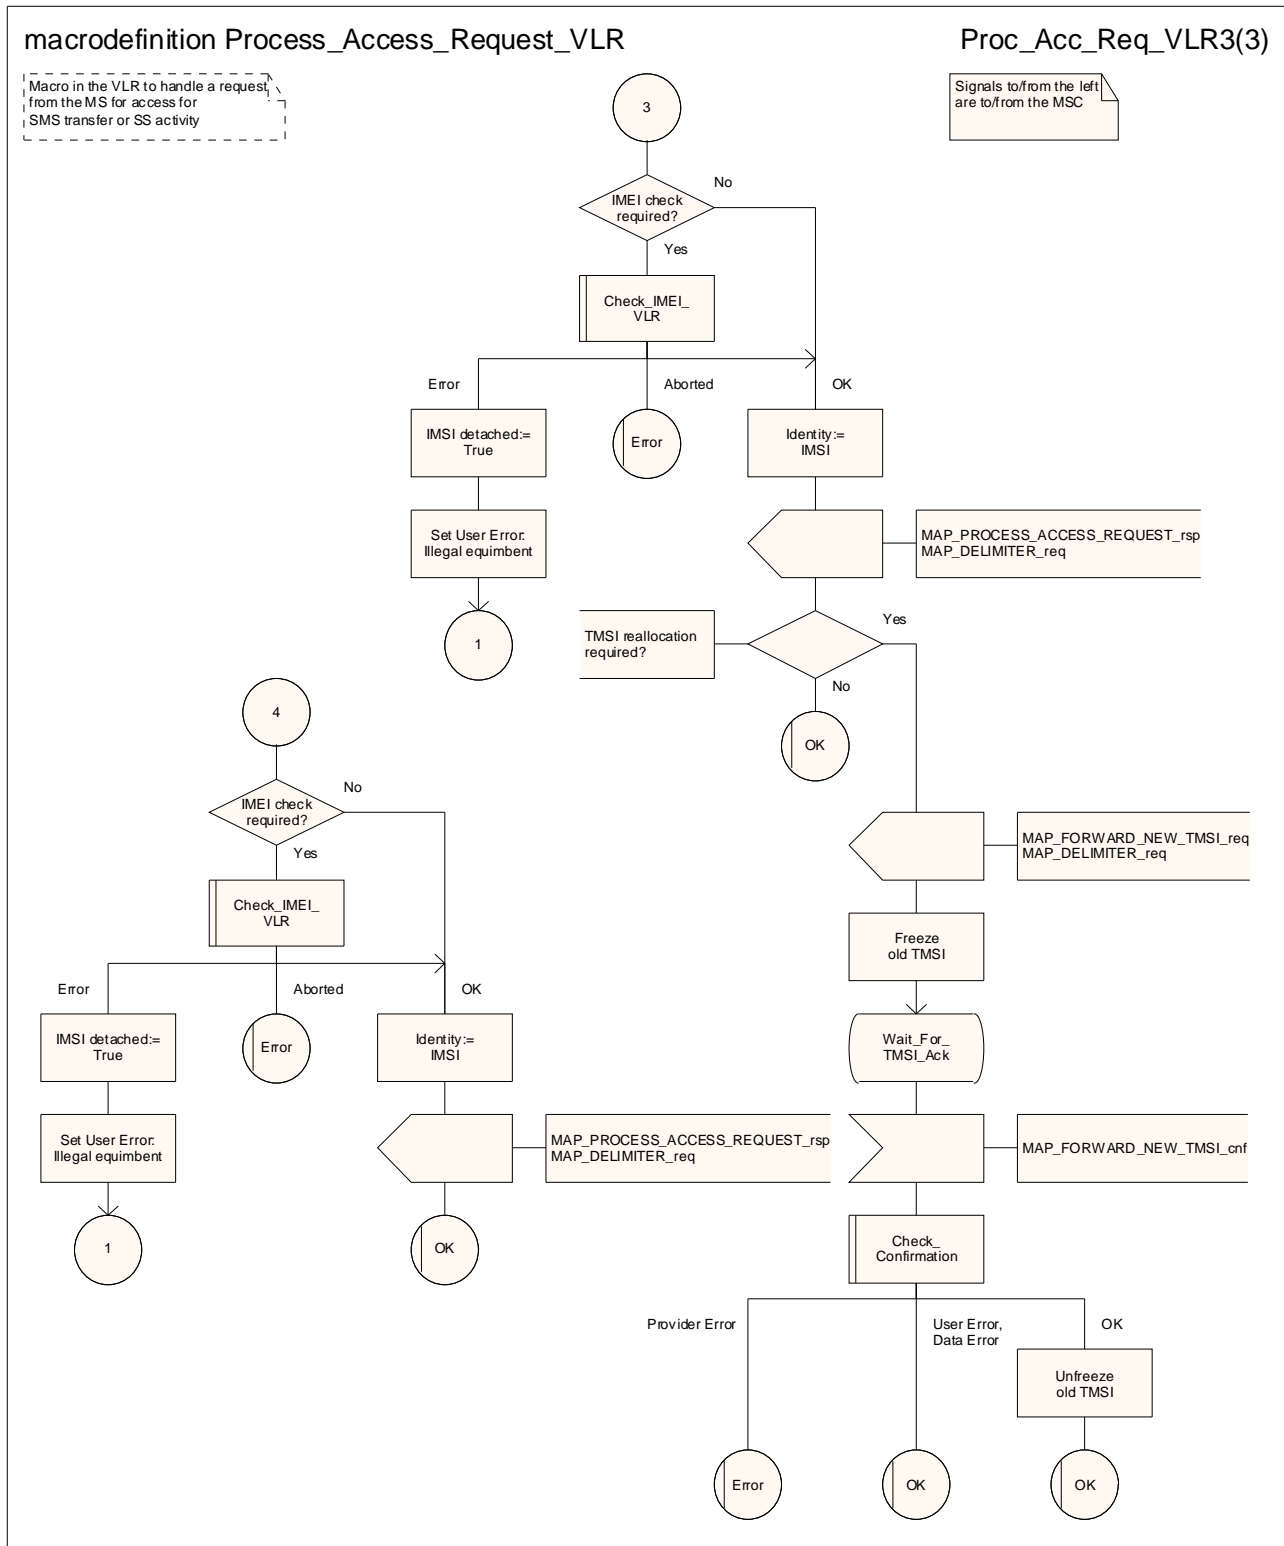 macrodefinition Process_Access_Request_VLR
Proc_Acc_Req_VLR3(3)
Macro in the VLR to handle a request
from the MS for access for
SMS transfer or SS activity
Signals to/from the left
are to/from the MSC
3
IMEI check
required?
No
Yes
Check_IMEI_
VLR
Error
Aborted
OK
IMSI detached:=
True
Error
Identity:=
IMSI
Set User Error:
Illegal equimbent
MAP_PROCESS_ACCESS_REQUEST_rsp
MAP_DELIMITER_req
1
TMSI reallocation
required?
Yes
No
OK
4
IMEI check
required?
No
Yes
Check_IMEI_
VLR
Error
Aborted
OK
IMSI detached:=
True
Error
Identity:=
IMSI
Set User Error:
Illegal equimbent
MAP_PROCESS_ACCESS_REQUEST_rsp
MAP_DELIMITER_req
1
OK
MAP_FORWARD_NEW_TMSI_req
MAP_DELIMITER_req
Freeze
old TMSI
Wait_For_
TMSI_Ack
MAP_FORWARD_NEW_TMSI_cnf
Check_
Confirmation
Provider Error
User Error,
Data Error
OK
Unfreeze
old TMSI
Error
OK
OK